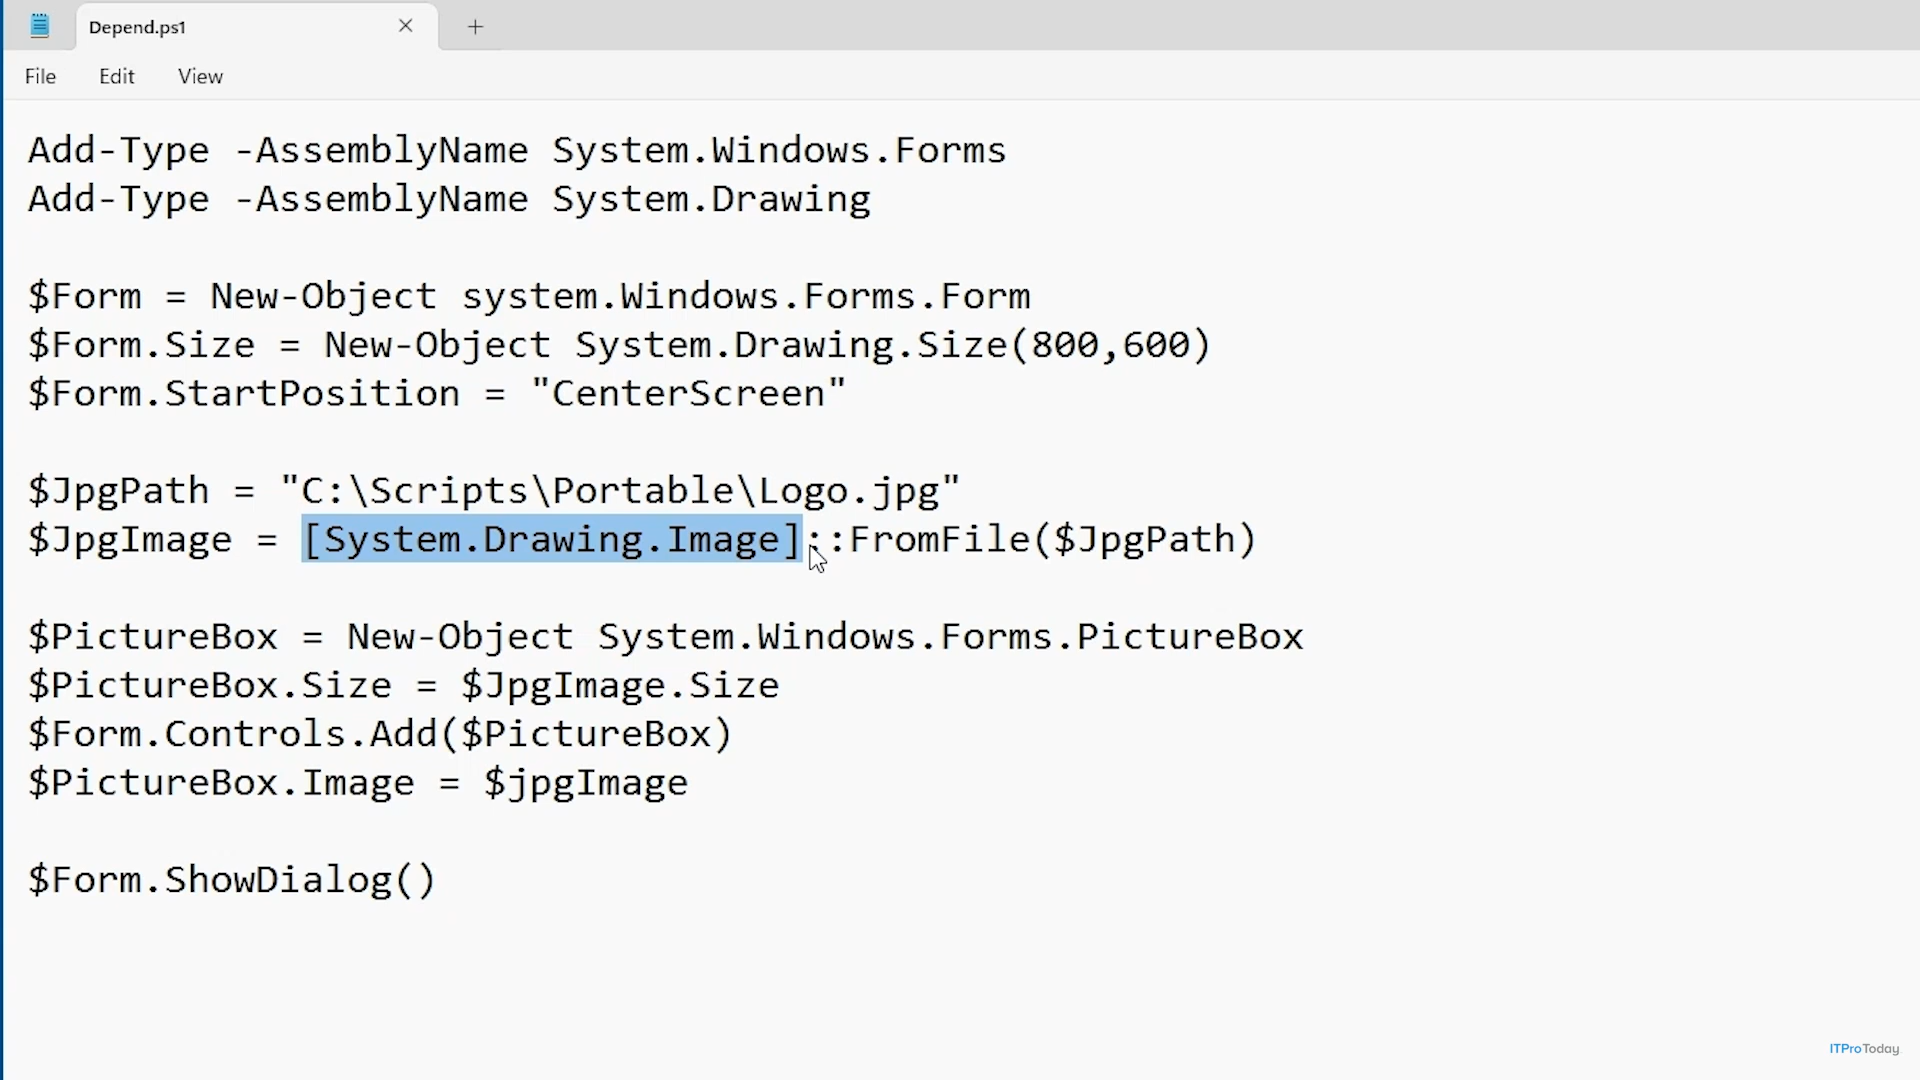 Depend.ps1
File Edit View
Add-Type -AssemblyName System.Windows.Forms
Add-Type -AssemblyName System.Drawing
$Form = New-Object system.Windows.Forms.Form
$Form.Size = New-Object System.Drawing.Size(800,600)
$Form.StartPosition = "CenterScreen"
$JpgPath = "C:\Scripts\Portable\Logo.jpg"
$JpgImage = [System.Drawing.Image]::FromFile($JpgPath)
$PictureBox = New-Object System.Windows.Forms.PictureBox
$PictureBox.Size = $JpgImage.Size
$Form.Controls.Add($PictureBox)
$PictureBox.Image = $jpgImage
$Form.ShowDialog()
ITProToday